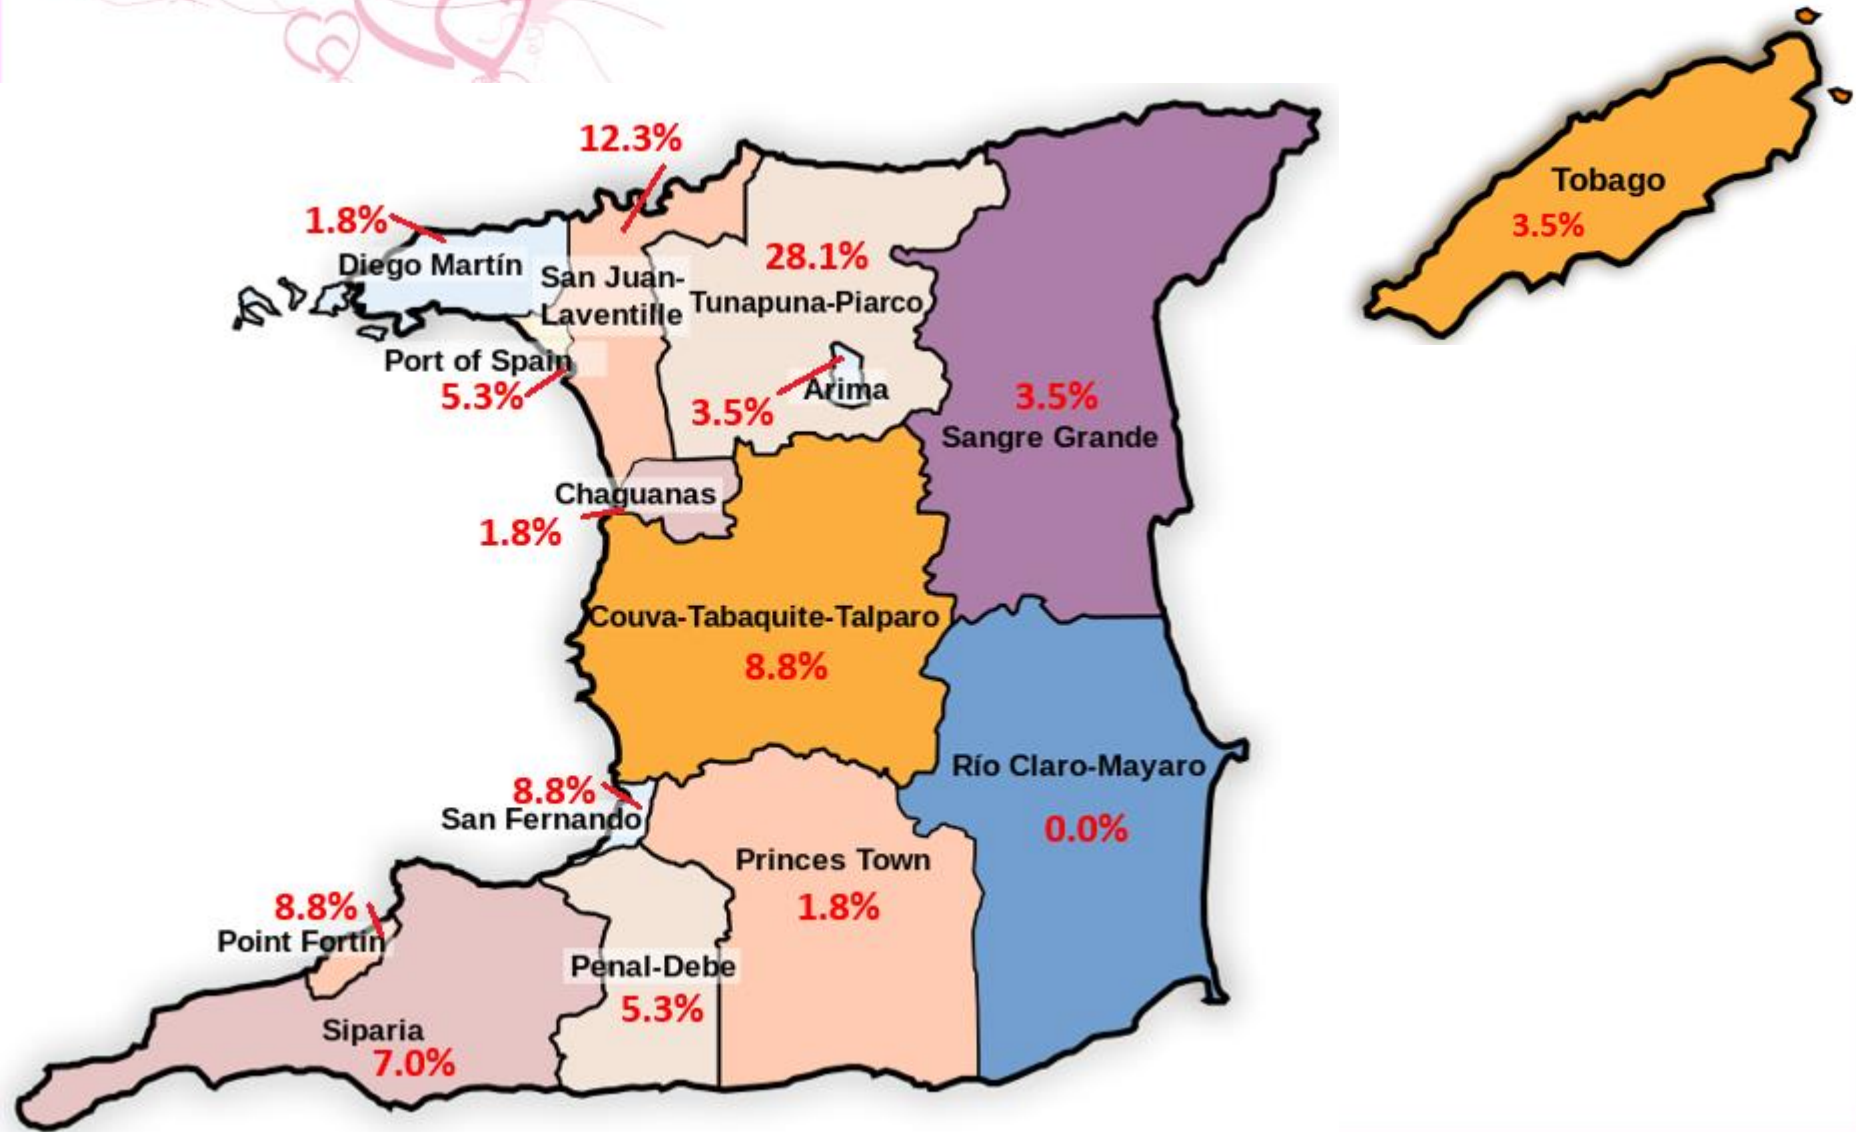 12.3%
1.8%
Diego Martín
San Juan-
Laventille
28.1%
Tunapuna-Piarco
Tobago
3.5%
Port of Spain
5.3%
3.5%
Arima
3.5%
Sangre Grande
Chaguanas
1.8%
Couva-Tabaquite-Talparo
8.8%
Río Claro-Mayaro
0.0%
8.8%
San Fernando
Princes Town
1.8%
8.8%
Point Fortin
Penal-Debe
5.3%
Siparia
7.0%